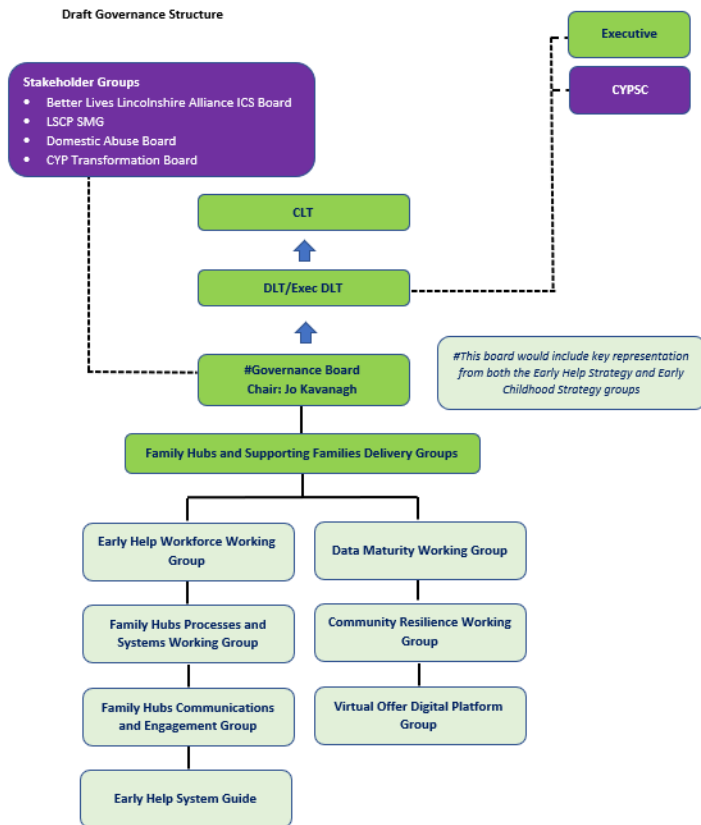 Draft Governance Structure
Executive
CYPSC
Stakeholder Groups
• Better Lives Lincolnshire Alliance ICS Board
• LSCP SMG
• Domestic Abuse Board
• CYP Transformation Board
CLT
DLT/Exec DLT
#Governance Board
Chair: Jo Kavanagh
#This board would include key representation
from both the Early Help Strategy and Early
Childhood Strategy groups
Family Hubs and Supporting Families Delivery Groups
Early Help Workforce Working
Group
Data Maturity Working Group
Family Hubs Processes and
Systems Working Group
Community Resilience Working
Group
Family Hubs Communications
and Engagement Group
Virtual Offer Digital Platform
Group
Early Help System Guide